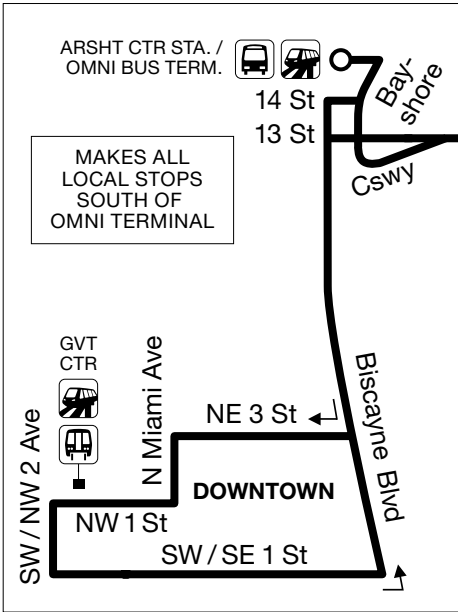 ARSHT CTR STA. /
OMNI BUS TERM.
Bay-
shore
14 St
13 St
Cswy
MAKES ALL
LOCAL STOPS
SOUTH OF
OMNI TERMINAL
GVT
CTR
N Miami Ave
Biscayne Blvd
NE 3 St
SW / NW 2 Ave
DOWNTOWN
NW 1 St
SW / SE 1 St